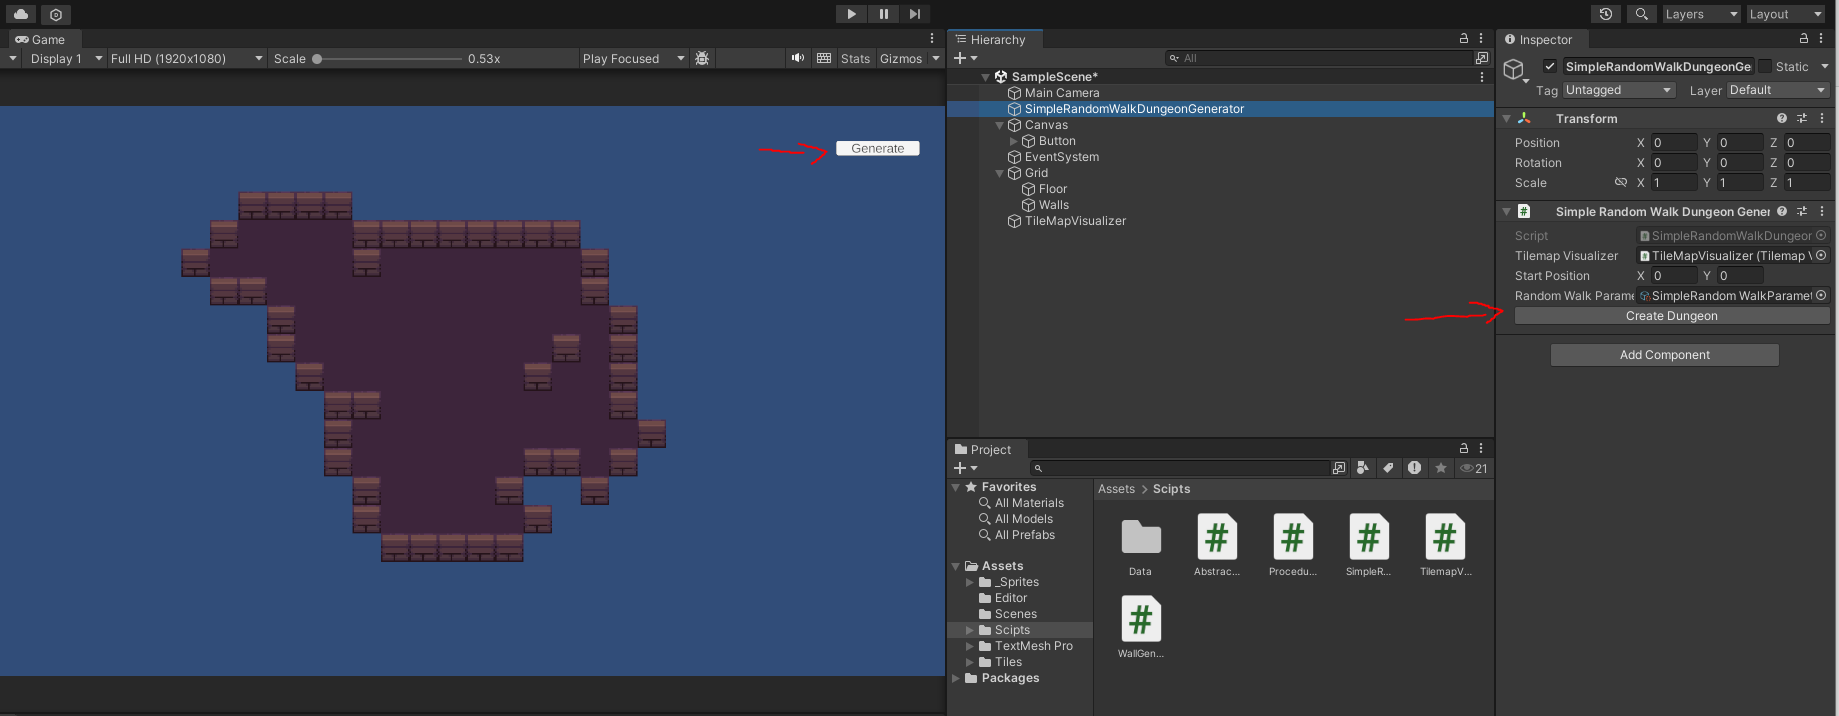 Layers
Layout
Game
Display 1
Full HD (1920x1080)
Scale
0.53x
Play Focused
Stats
Gizmos
Generate
Hierarchy
All
SampleScene*
Main Camera
SimpleRandomWalkDungeonGenerator
Canvas
Button
EventSystem
Grid
Floor
Walls
TileMapVisualizer
Project
21
Favorites
All Materials
All Models
All Prefabs
Assets
_Sprites
Editor
Scenes
Scipts
TextMesh Pro
Tiles
Packages
Assets > Scipts
Data
Abstrac...
Procedu...
SimpleR...
TilemapV...
WallGen...
Inspector
SimpleRandomWalkDungeonGe
Static
Tag Untagged
Layer Default
Transform
Position X 0 Y 0 Z 0
Rotation X 0 Y 0 Z 0
Scale X 1 Y 1 Z 1
Simple Random Walk Dungeon Gener
Script SimpleRandomWalkDungeor
Tilemap Visualizer TileMapVisualizer (Tilemap V
Start Position X 0 Y 0
Random Walk Parame SimpleRandom WalkParamet
Create Dungeon
Add Component